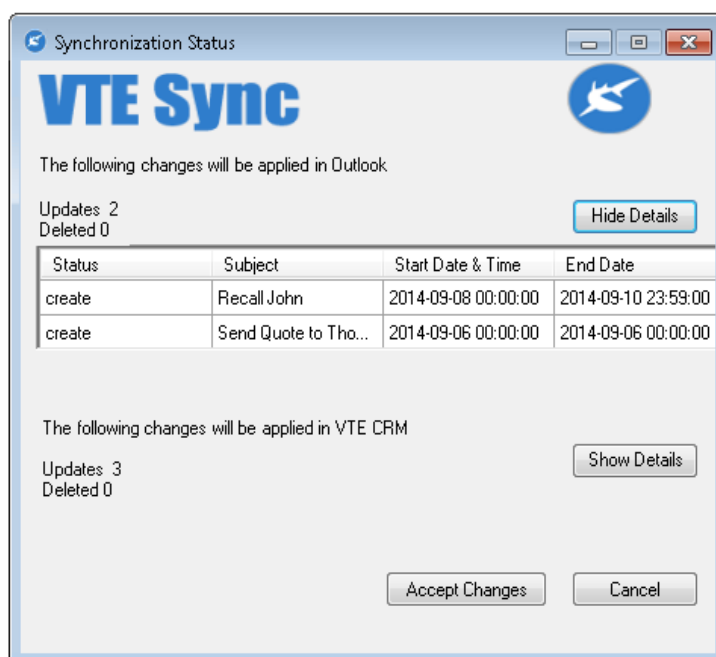 Synchronization Status
VTE Sync
The following changes will be applied in Outlook
Updates 2
Deleted 0
Hide Details
Status Subject Start Date & Time End Date
create Recall John 2014-09-08 00:00:00 2014-09-10 23:59:00
create Send Quote to Tho... 2014-09-06 00:00:00 2014-09-06 00:00:00
The following changes will be applied in VTE CRM
Updates 3
Deleted 0
Show Details
Accept Changes Cancel